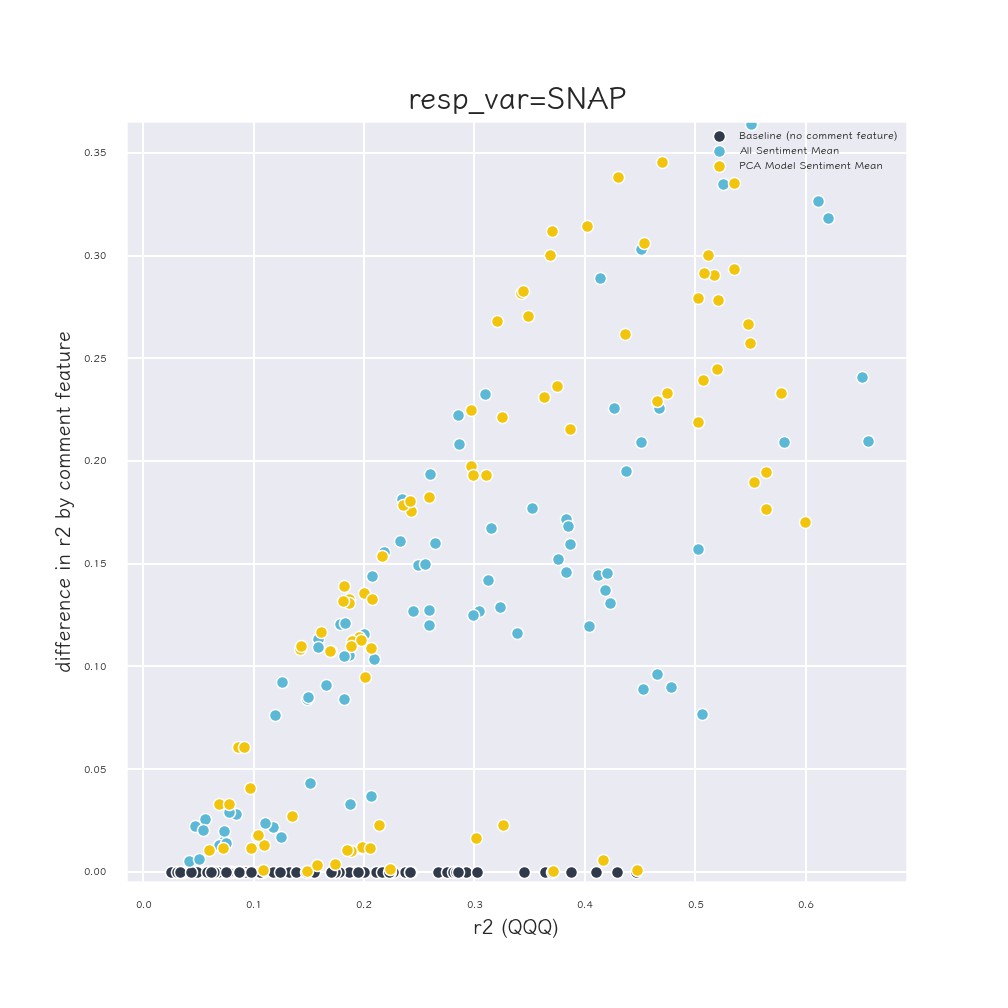 resp_var=SNAP
Baseline (no comment feature)
All Sentiment Mean
PCA Model Sentiment Mean
difference in r2 by comment feature
0.35
0.30
0.25
0.20
0.15
0.10
0.05
0.00
0.0 0.1 0.2 0.3 0.4 0.5 0.6
r2 (QQQ)